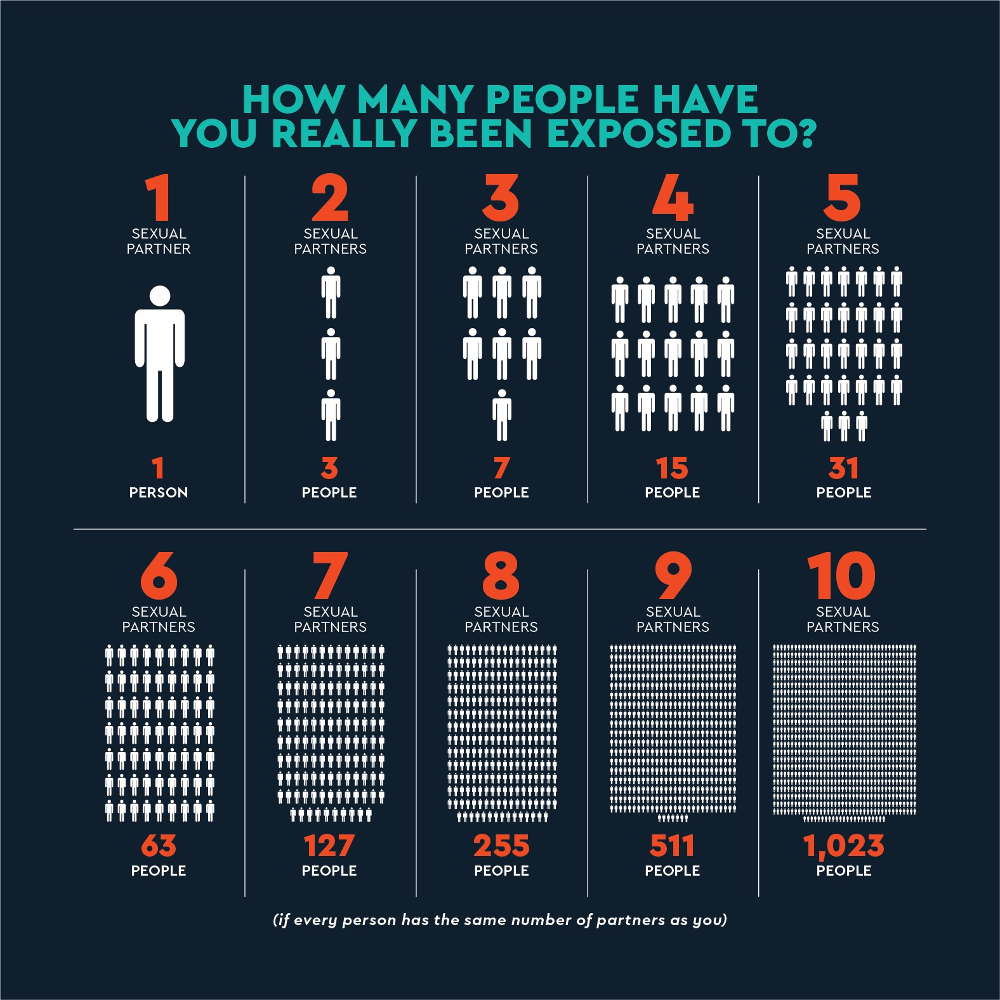 HOW MANY PEOPLE HAVE
YOU REALLY BEEN EXPOSED TO?
1
SEXUAL
PARTNER
1
PERSON
2
SEXUAL
PARTNERS
3
PEOPLE
3
SEXUAL
PARTNERS
7
PEOPLE
4
SEXUAL
PARTNERS
15
PEOPLE
5
SEXUAL
PARTNERS
31
PEOPLE
6
SEXUAL
PARTNERS
63
PEOPLE
7
SEXUAL
PARTNERS
127
PEOPLE
8
SEXUAL
PARTNERS
255
PEOPLE
9
SEXUAL
PARTNERS
511
PEOPLE
10
SEXUAL
PARTNERS
1,023
PEOPLE
(if every person has the same number of partners as you)